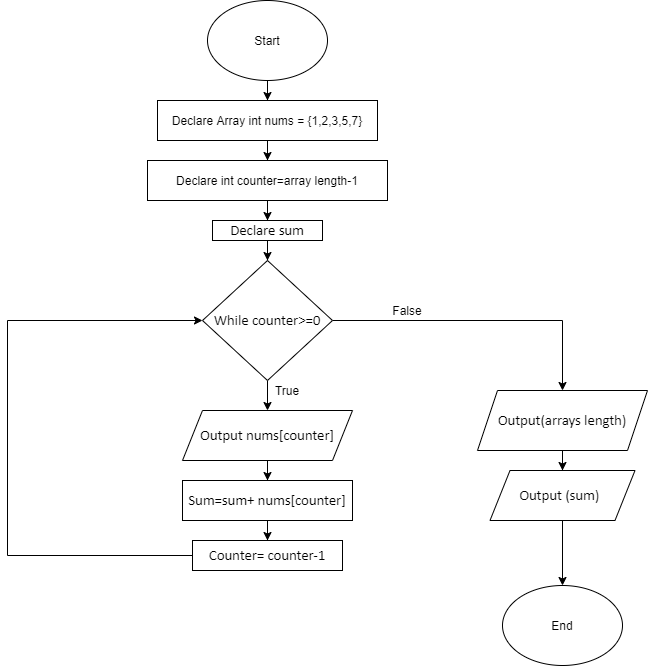 Start
Declare Array int nums = {1,2,3,5,7}
Declare int counter=array length-1
Declare sum
While counter>=0
False
True
Output nums[counter]
Sum=sum+ nums[counter]
Counter= counter-1
Output(arrays length)
Output (sum)
End